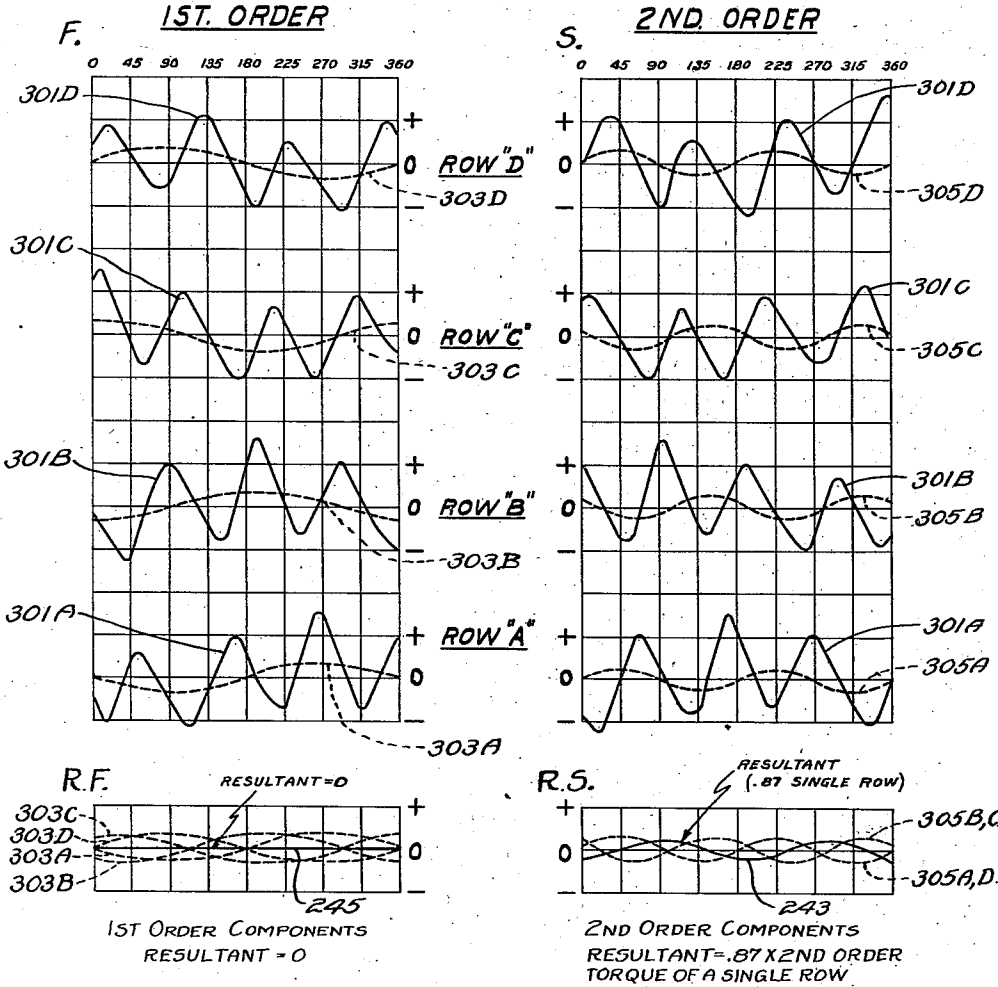 1ST. ORDER
2ND. ORDER
F.
S.
0 45 90 135 180 225 270 315 360
0 45 90 135 180 225 270 315 360
301D
+
0
ROW "D"
303D
−
+
0
301D
305D
−
301C
+
0
ROW "C"
303C
−
+
0
301C
305C
−
301B
+
0
ROW "B"
303B
−
+
0
301B
305B
−
301A
+
0
ROW "A"
303A
−
+
0
301A
305A
−
R.F.
RESULTANT=0
303C
303D
303A
303B
+
0
−
245
1ST ORDER COMPONENTS
RESULTANT = 0
R.S.
RESULTANT
(.87 SINGLE ROW)
+
0
−
305B,C
305A,D.
243
2ND ORDER COMPONENTS
RESULTANT=.87X2ND ORDER
TORQUE OF A SINGLE ROW